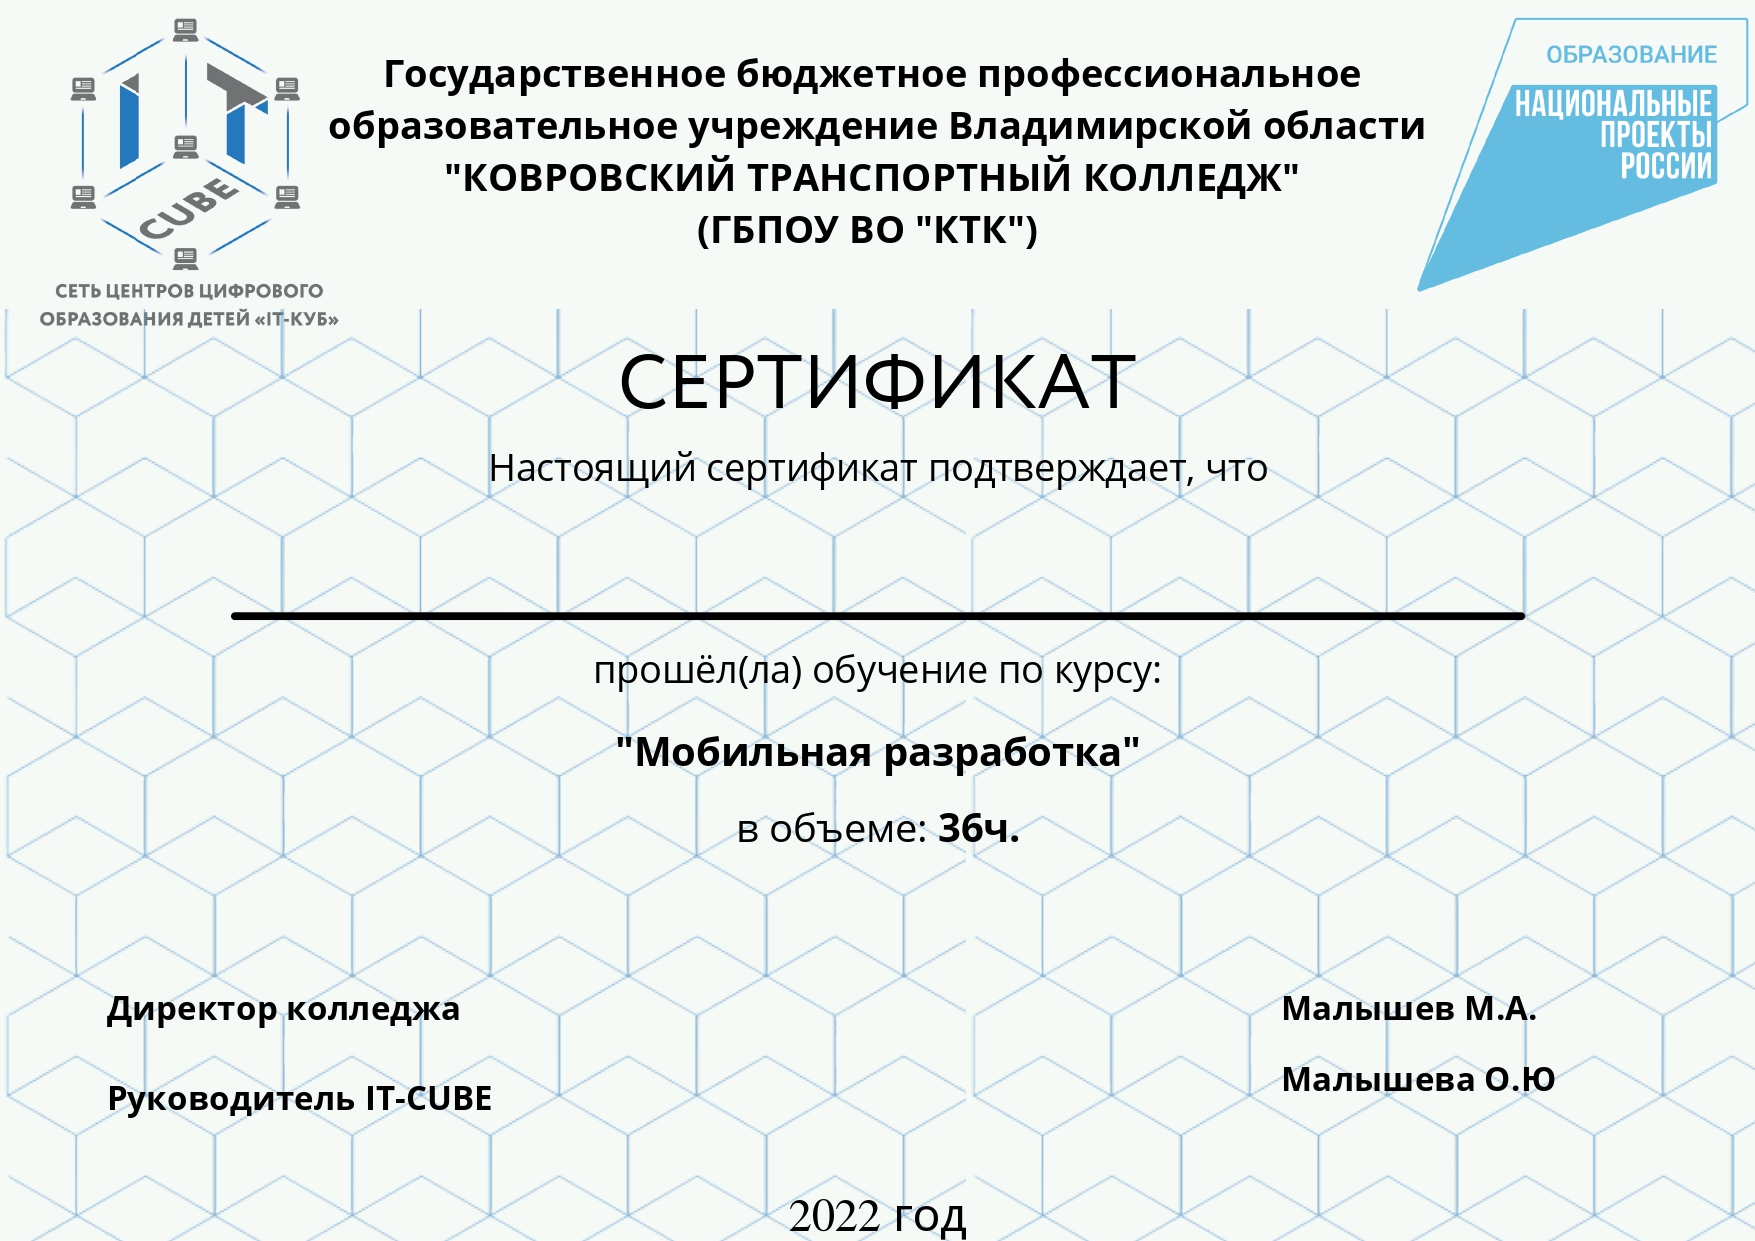 IT
CUBE
СЕТЬ ЦЕНТРОВ ЦИФРОВОГО
ОБРАЗОВАНИЯ ДЕТЕЙ «IT-КУБ»
Государственное бюджетное профессиональное
образовательное учреждение Владимирской области
"КОВРОВСКИЙ ТРАНСПОРТНЫЙ КОЛЛЕДЖ"
(ГБПОУ ВО "КТК")
ОБРАЗОВАНИЕ
НАЦИОНАЛЬНЫЕ
ПРОЕКТЫ
РОССИИ
СЕРТИФИКАТ
Настоящий сертификат подтверждает, что
прошёл(ла) обучение по курсу:
"Мобильная разработка"
в объеме: 36ч.
Директор колледжа
Малышев М.А.
Руководитель IT-CUBE
Малышева О.Ю
2022 год